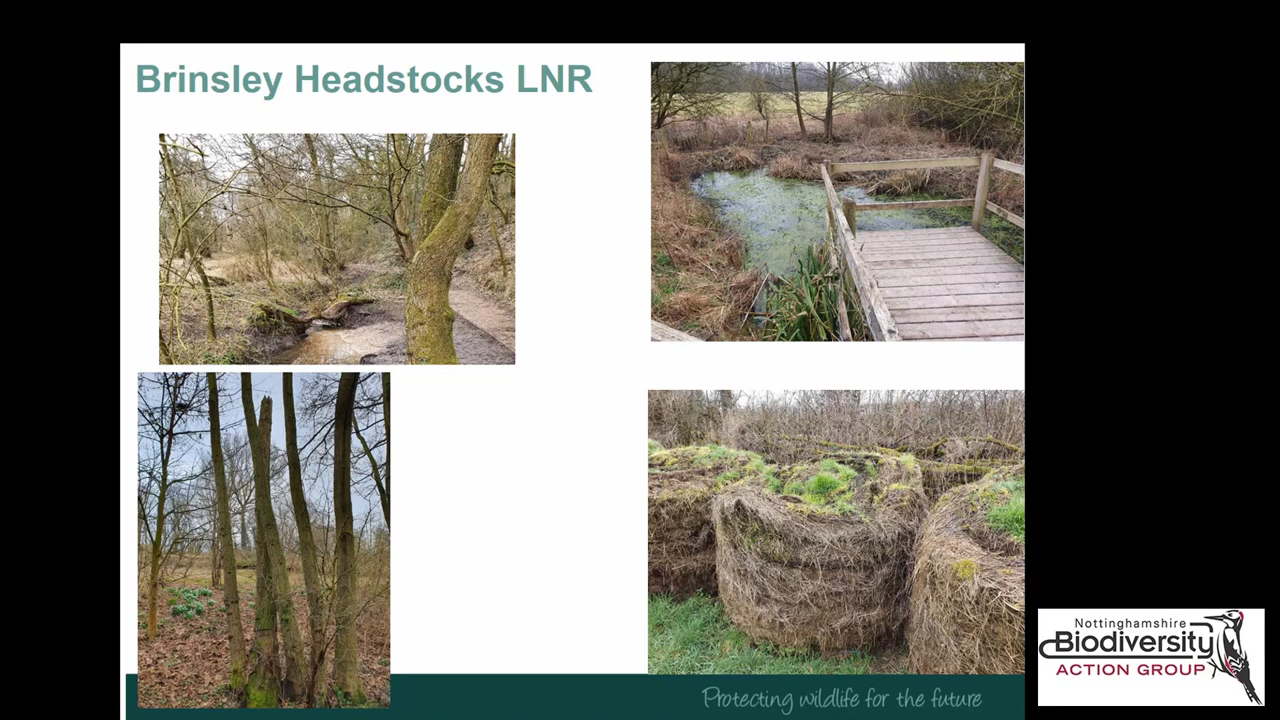 Brinsley Headstocks LNR
Protecting wildlife for the future
Nottinghamshire
Biodiversity
ACTION GROUP